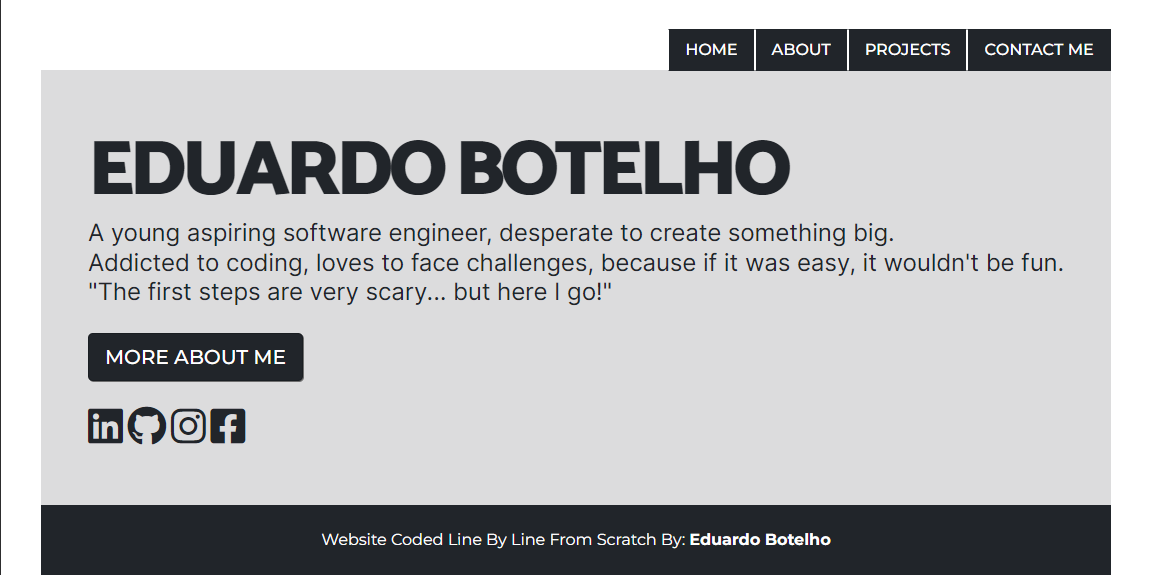 HOME ABOUT PROJECTS CONTACT ME
EDUARDO BOTELHO
A young aspiring software engineer, desperate to create something big.
Addicted to coding, loves to face challenges, because if it was easy, it wouldn't be fun.
"The first steps are very scary... but here I go!"
MORE ABOUT ME
Website Coded Line By Line From Scratch By: Eduardo Botelho